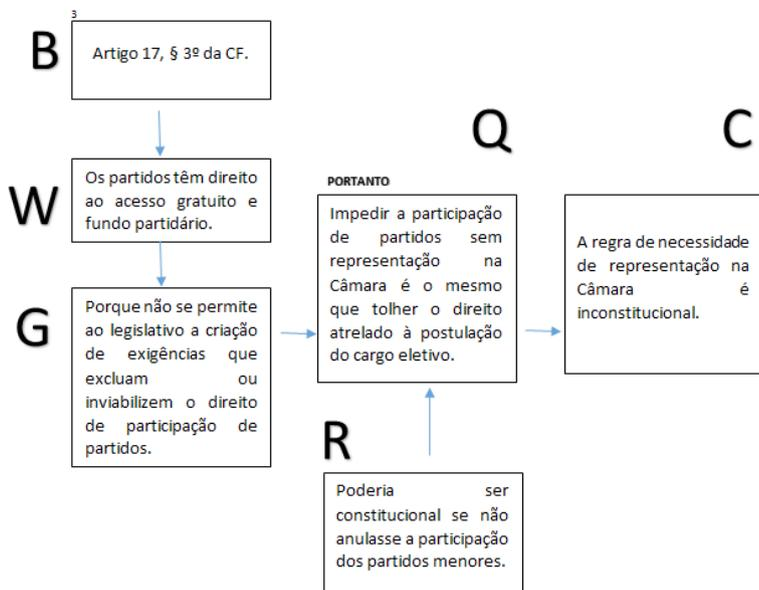 3
B
Artigo 17, § 3º da CF.
W
Os partidos têm direito
ao acesso gratuito e
fundo partidário.
G
Porque não se permite
ao legislativo a criação
de exigências que
excluam ou
inviabilizem o direito
de participação de
partidos.
Q
PORTANTO
Impedir a participação
de partidos sem
representação na
Câmara é o mesmo
que tolher o direito
atrelado à postulação
do cargo eletivo.
R
Poderia ser
constitucional se não
anulasse a participação
dos partidos menores.
C
A regra de necessidade
de representação na
Câmara é
inconstitucional.